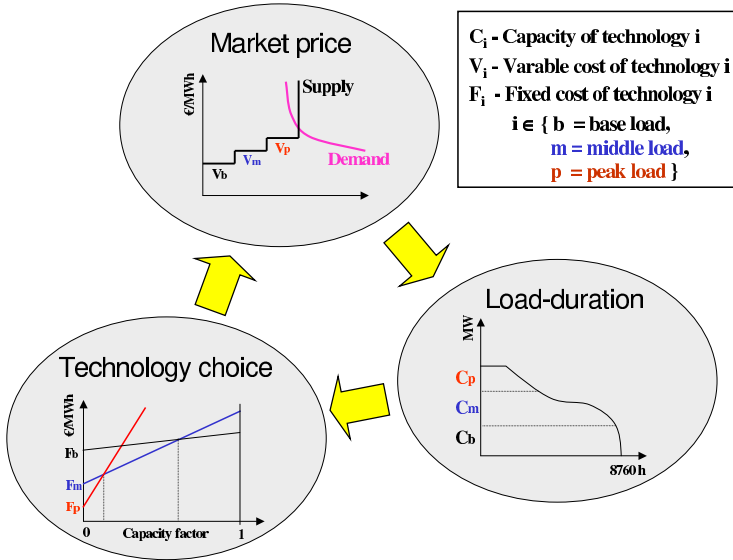 Market price
€/MWh
Supply
Vp
Vm
Vb
Demand
Ci - Capacity of technology i
Vi - Varable cost of technology i
Fi - Fixed cost of technology i
i ∈ { b = base load,
m = middle load,
p = peak load }
Load-duration
MW
Cp
Cm
Cb
8760 h
Technology choice
€/MWh
Fb
Fm
Fp
0
Capacity factor
1